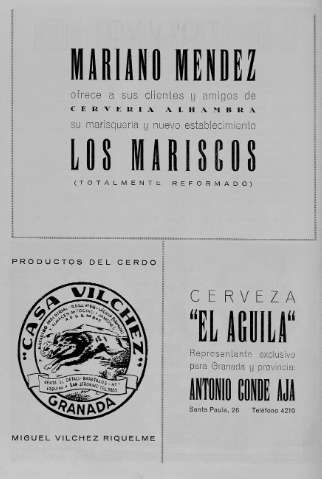 MARIANO MENDEZ
ofrece a sus clientes y amigos de
CERVERIA ALHAMBRA
su marisquería y nuevo establecimiento
LOS MARISCOS
(TOTALMENTE REFORMADO)
PRODUCTOS DEL CERDO
"CASA VILCHEZ"
GRANADA
MIGUEL VILCHEZ RIQUELME
CERVEZA
"EL AGUILA"
Representante exclusivo
para Granada y provincia:
ANTONIO CONDE AJA
Santa Paula, 26 Teléfono 4210